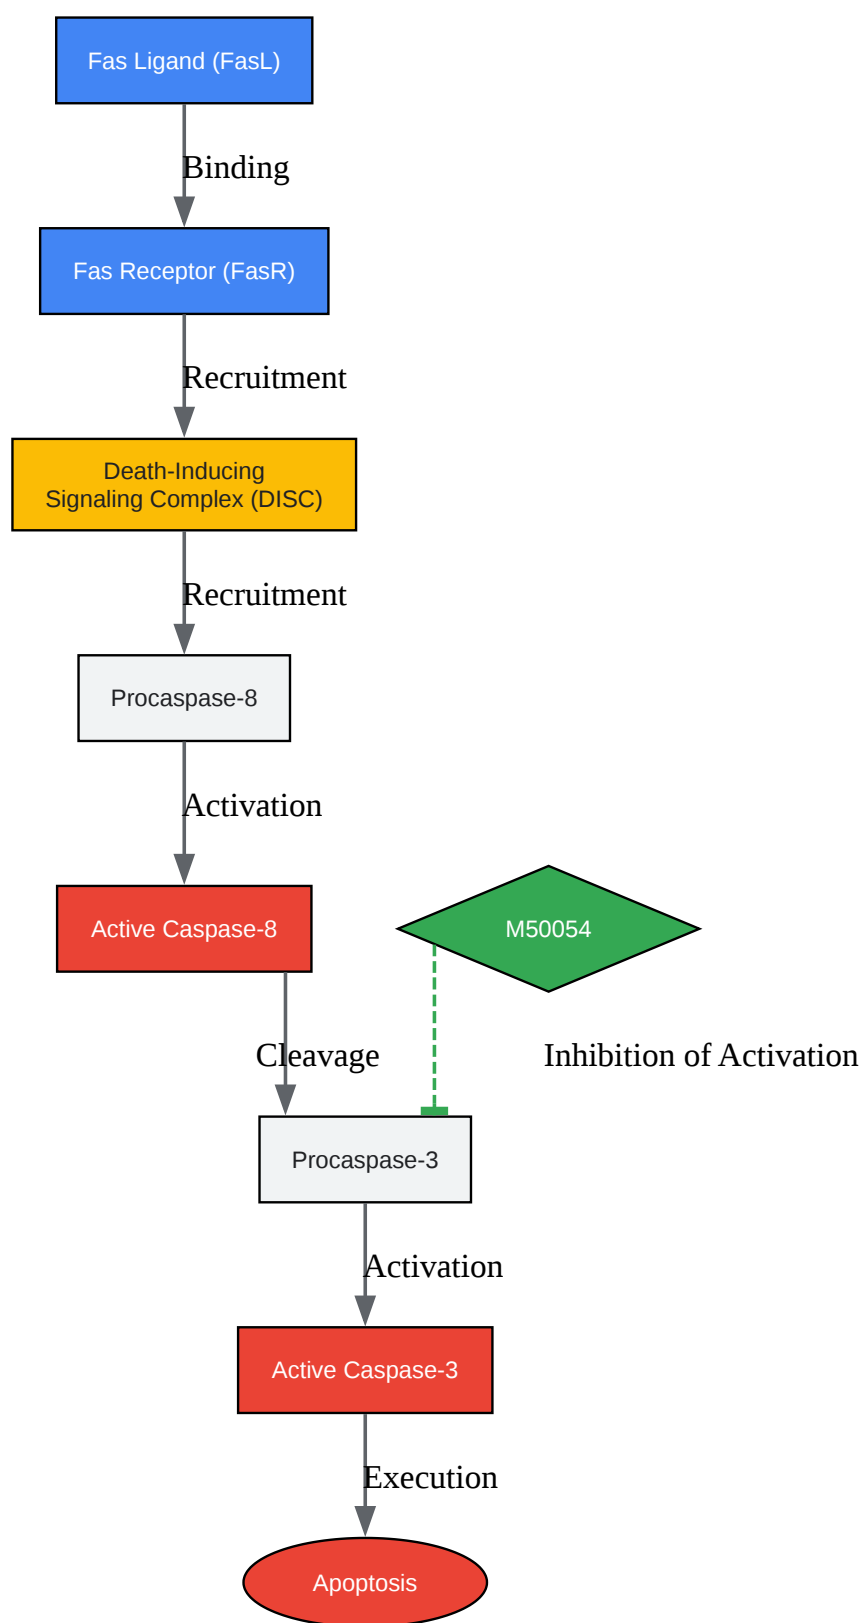 Fas Ligand (FasL)
Binding
Fas Receptor (FasR)
Recruitment
Death-Inducing
Signaling Complex (DISC)
Recruitment
Procaspase-8
Activation
Active Caspase-8
M50054
Cleavage
Inhibition of Activation
Procaspase-3
Activation
Active Caspase-3
Execution
Apoptosis